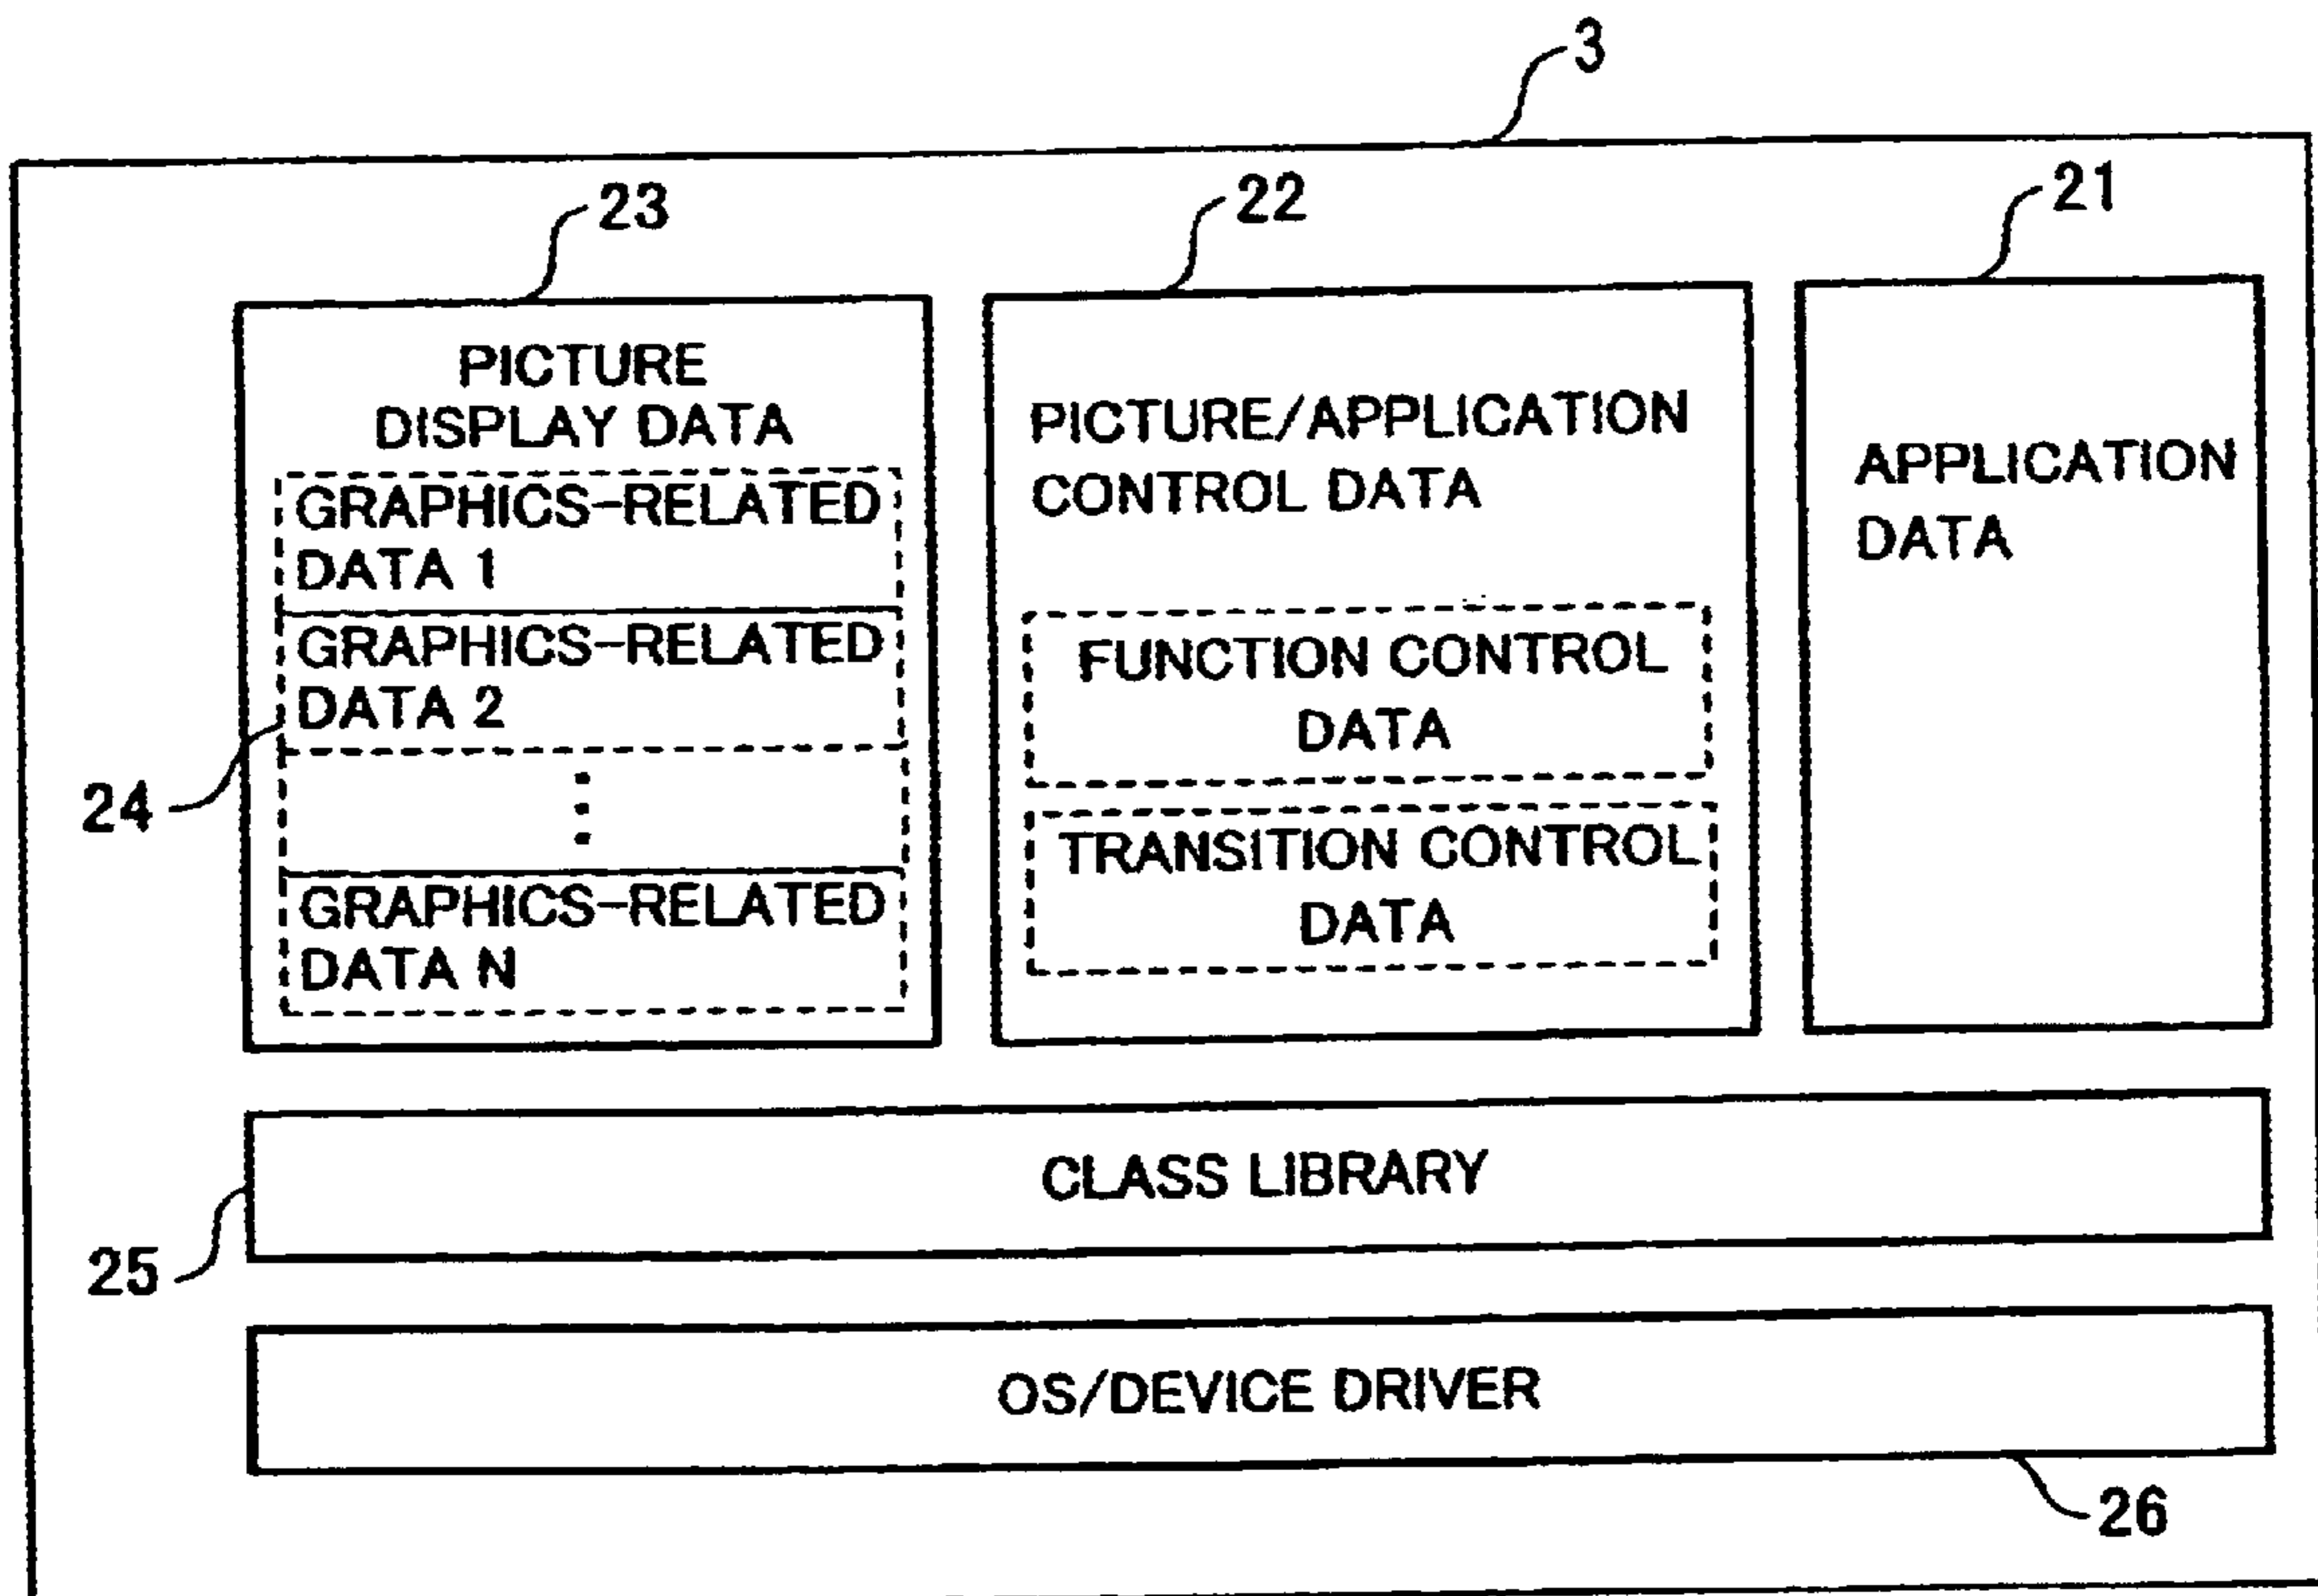 3
23
22
21
PICTURE
DISPLAY DATA
GRAPHICS-RELATED
DATA 1
GRAPHICS-RELATED
DATA 2
GRAPHICS-RELATED
DATA N
24
PICTURE/APPLICATION
CONTROL DATA
FUNCTION CONTROL
DATA
TRANSITION CONTROL
DATA
APPLICATION
DATA
CLASS LIBRARY
25
OS/DEVICE DRIVER
26